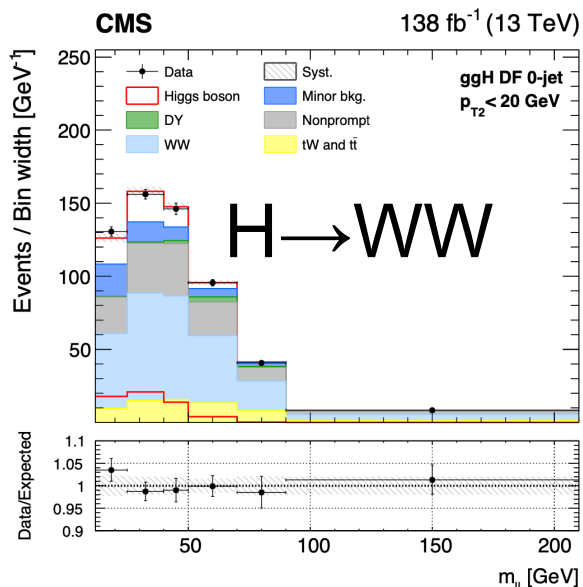 CMS 138 fb⁻¹ (13 TeV)
Events / Bin width [GeV⁻¹]
250
200
150
100
50
Data
Higgs boson
DY
WW
Syst.
Minor bkg.
Nonprompt
tW and tt̄
ggH DF 0-jet
pT2 < 20 GeV
H → WW
Data/Expected
1.1
1.05
1
0.95
0.9
50 100 150 200
mll [GeV]